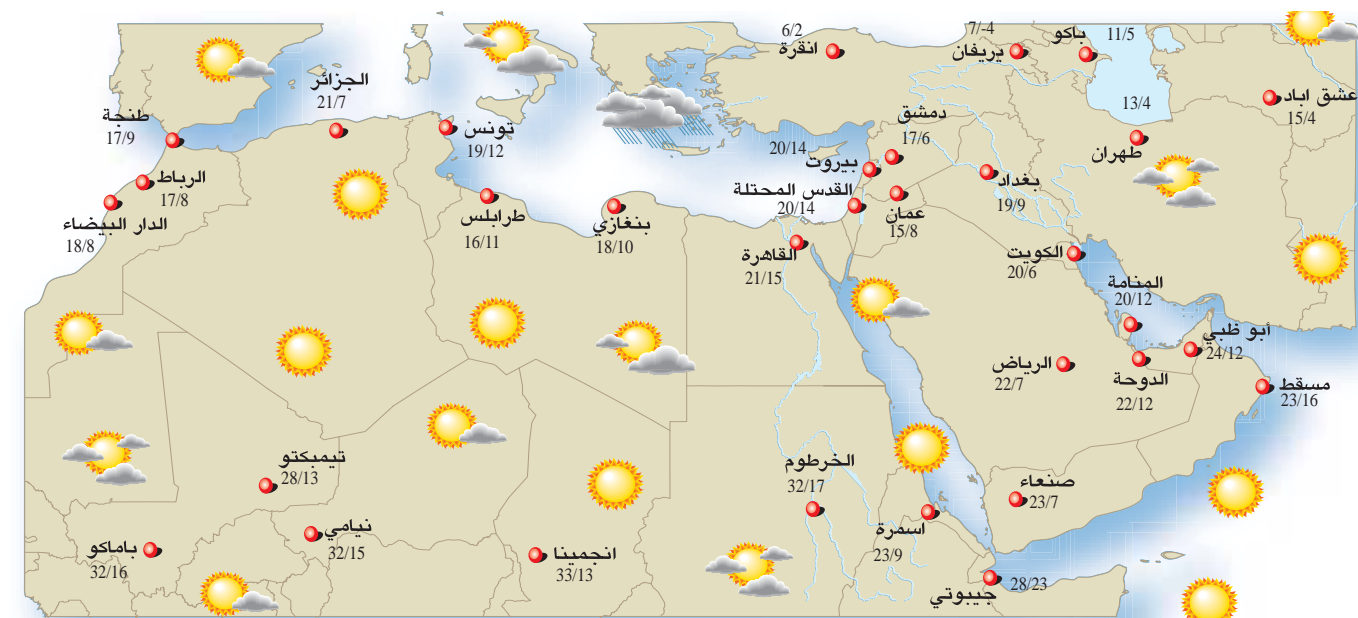 6/2
انقرة
7/-4
يريفان
باكو
11/5
عشق اباد
15/4
13/4
طهران
الجزائر
21/7
طنجة
17/9
تونس
19/12
دمشق
17/6
20/14
بيروت
بغداد
19/9
الرباط
17/8
الدار البيضاء
18/8
طرابلس
16/11
بنغازي
18/10
القدس المحتلة
20/14
عمان
15/8
القاهرة
21/15
الكويت
20/6
المنامة
20/12
أبو ظبي
24/12
الرياض
22/7
الدوحة
22/12
مسقط
23/16
تيمبكتو
28/13
الخرطوم
32/17
صنعاء
23/7
اسمرة
23/9
نيامي
32/15
باماكو
32/16
انجمينا
33/13
28/23
جيبوتي